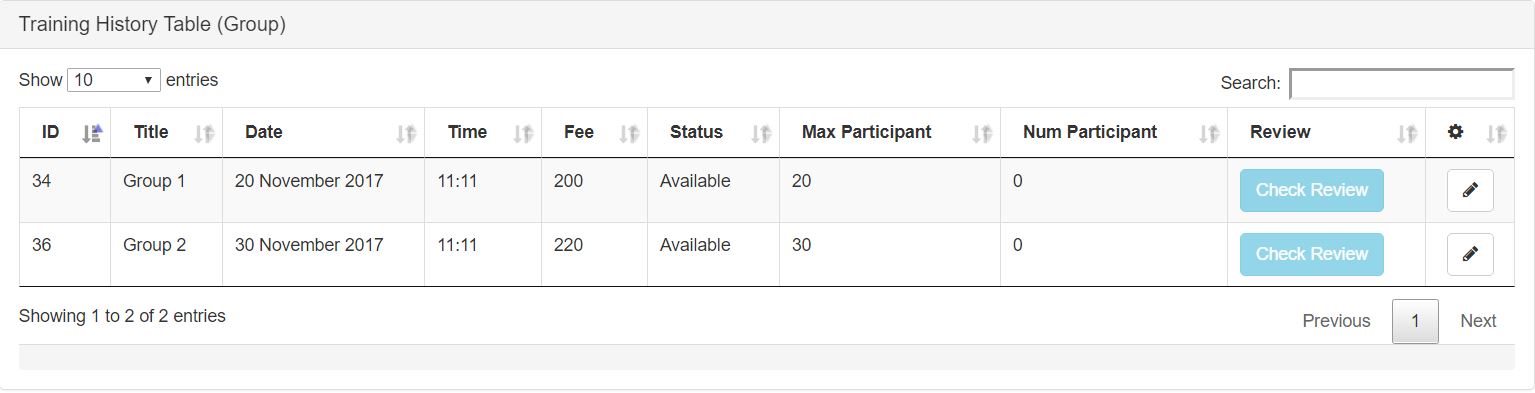 Training History Table (Group)
Show 10 entries
Search:
ID Title Date Time Fee Status Max Participant Num Participant Review
34 Group 1 20 November 2017 11:11 200 Available 20 0 Check Review
36 Group 2 30 November 2017 11:11 220 Available 30 0 Check Review
Showing 1 to 2 of 2 entries
Previous 1 Next